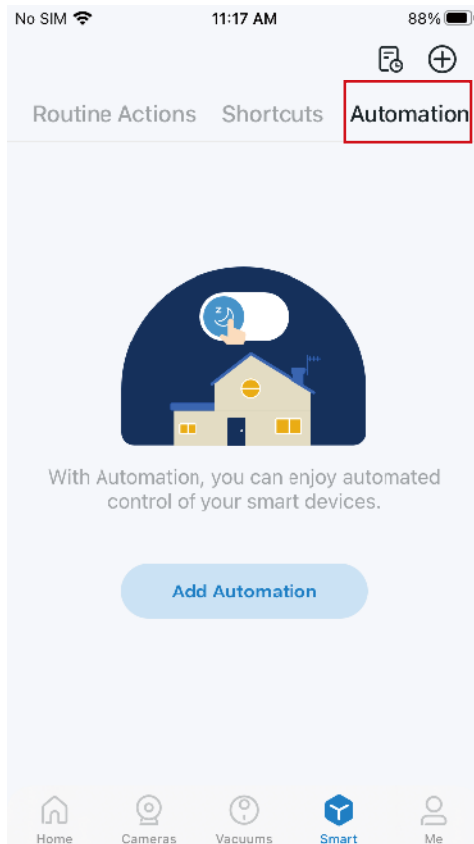 No SIM 11:17 AM 88%
Routine Actions Shortcuts Automation
z
With Automation, you can enjoy automated
control of your smart devices.
Add Automation
Home Cameras Vacuums Smart Me